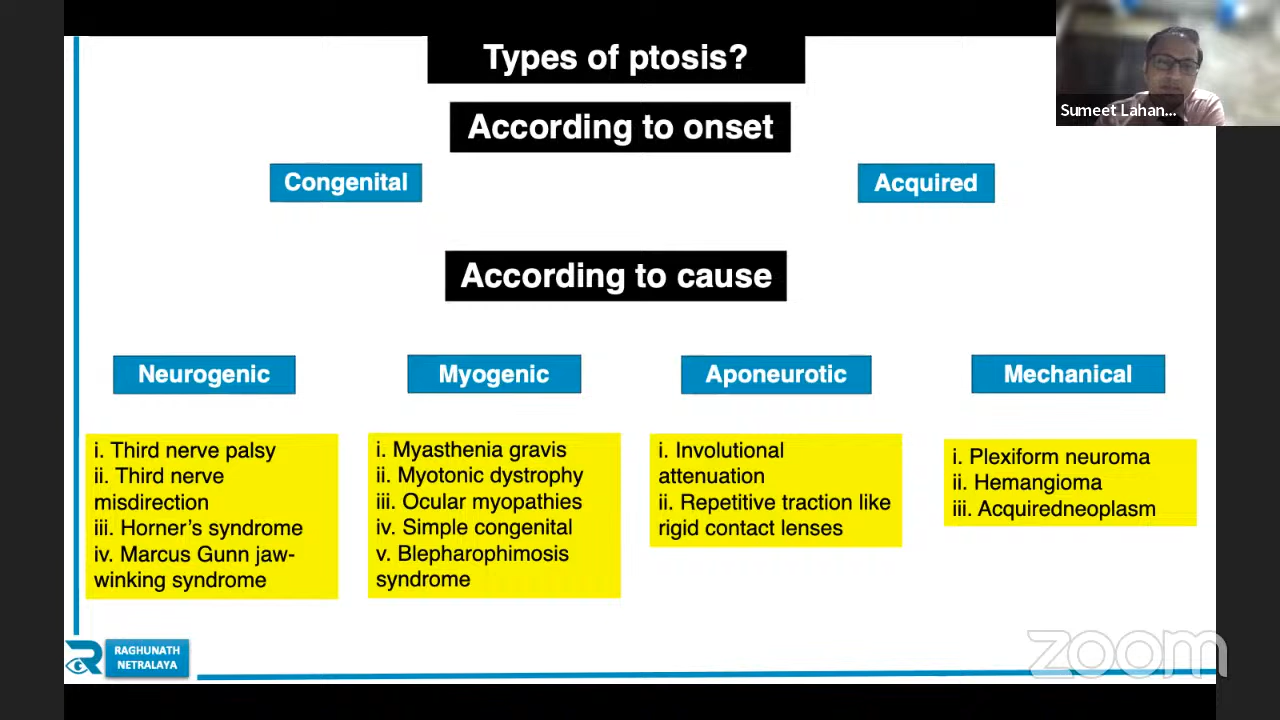 Types of ptosis?
Sumeet Lahan...
According to onset
Congenital
Acquired
According to cause
Neurogenic
Myogenic
Aponeurotic
Mechanical
i. Third nerve palsy
ii. Third nerve
misdirection
iii. Horner's syndrome
iv. Marcus Gunn jaw-
winking syndrome
i. Myasthenia gravis
ii. Myotonic dystrophy
iii. Ocular myopathies
iv. Simple congenital
v. Blepharophimosis
syndrome
i. Involutional
attenuation
ii. Repetitive traction like
rigid contact lenses
i. Plexiform neuroma
ii. Hemangioma
iii. Acquiredneoplasm
RAGHUNATH
NETRALAYA
zoom